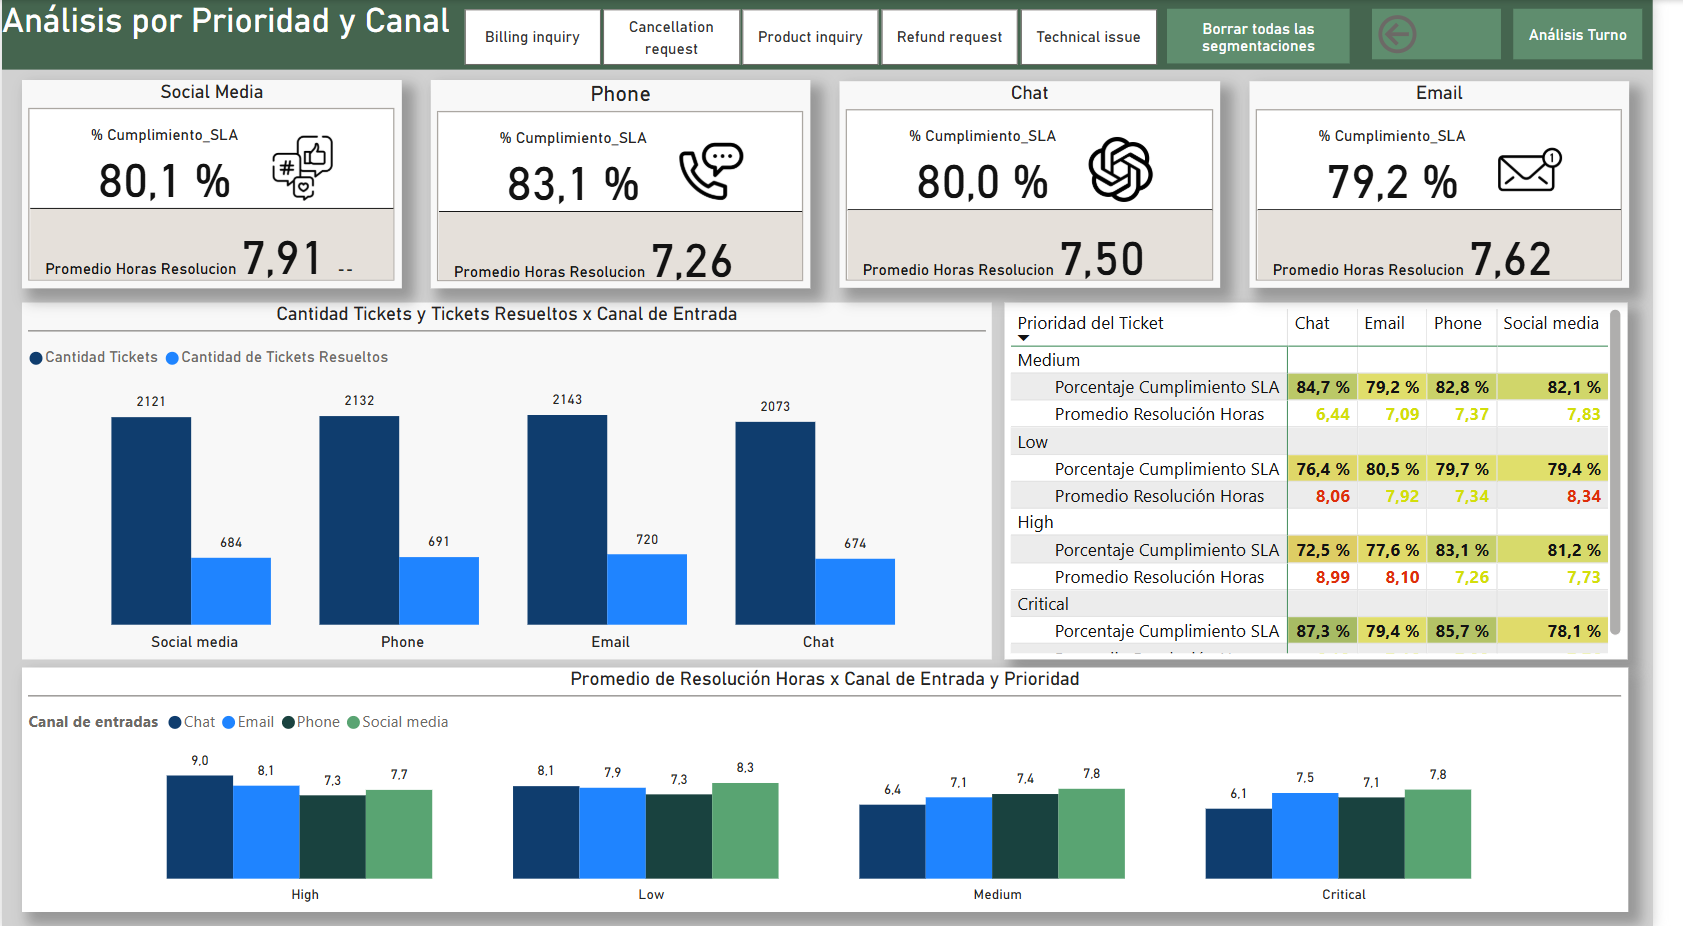 Análisis por Prioridad y Canal
Billing inquiry
Cancellation
request
Product inquiry
Refund request
Technical issue
Borrar todas las
segmentaciones
Análisis Turno
Social Media
% Cumplimiento_SLA
80,1 %
#
Promedio Horas Resolucion 7,91 --
Phone
% Cumplimiento_SLA
83,1 %
Promedio Horas Resolucion 7,26
Chat
% Cumplimiento_SLA
80,0 %
Promedio Horas Resolucion 7,50
Email
% Cumplimiento_SLA
79,2 %
1
Promedio Horas Resolucion 7,62
Cantidad Tickets y Tickets Resueltos x Canal de Entrada
Cantidad Tickets Cantidad de Tickets Resueltos
2121 684 2132 691 2143 720 2073 674
Social media Phone Email Chat
Prioridad del Ticket Chat Email Phone Social media
Medium
Porcentaje Cumplimiento SLA 84,7 % 79,2 % 82,8 % 82,1 %
Promedio Resolución Horas 6,44 7,09 7,37 7,83
Low
Porcentaje Cumplimiento SLA 76,4 % 80,5 % 79,7 % 79,4 %
Promedio Resolución Horas 8,06 7,92 7,34 8,34
High
Porcentaje Cumplimiento SLA 72,5 % 77,6 % 83,1 % 81,2 %
Promedio Resolución Horas 8,99 8,10 7,26 7,73
Critical
Porcentaje Cumplimiento SLA 87,3 % 79,4 % 85,7 % 78,1 %
Promedio de Resolución Horas x Canal de Entrada y Prioridad
Canal de entradas Chat Email Phone Social media
9,0 8,1 7,3 7,7 8,1 7,9 7,3 8,3 6,4 7,1 7,4 7,8 6,1 7,5 7,1 7,8
High Low Medium Critical